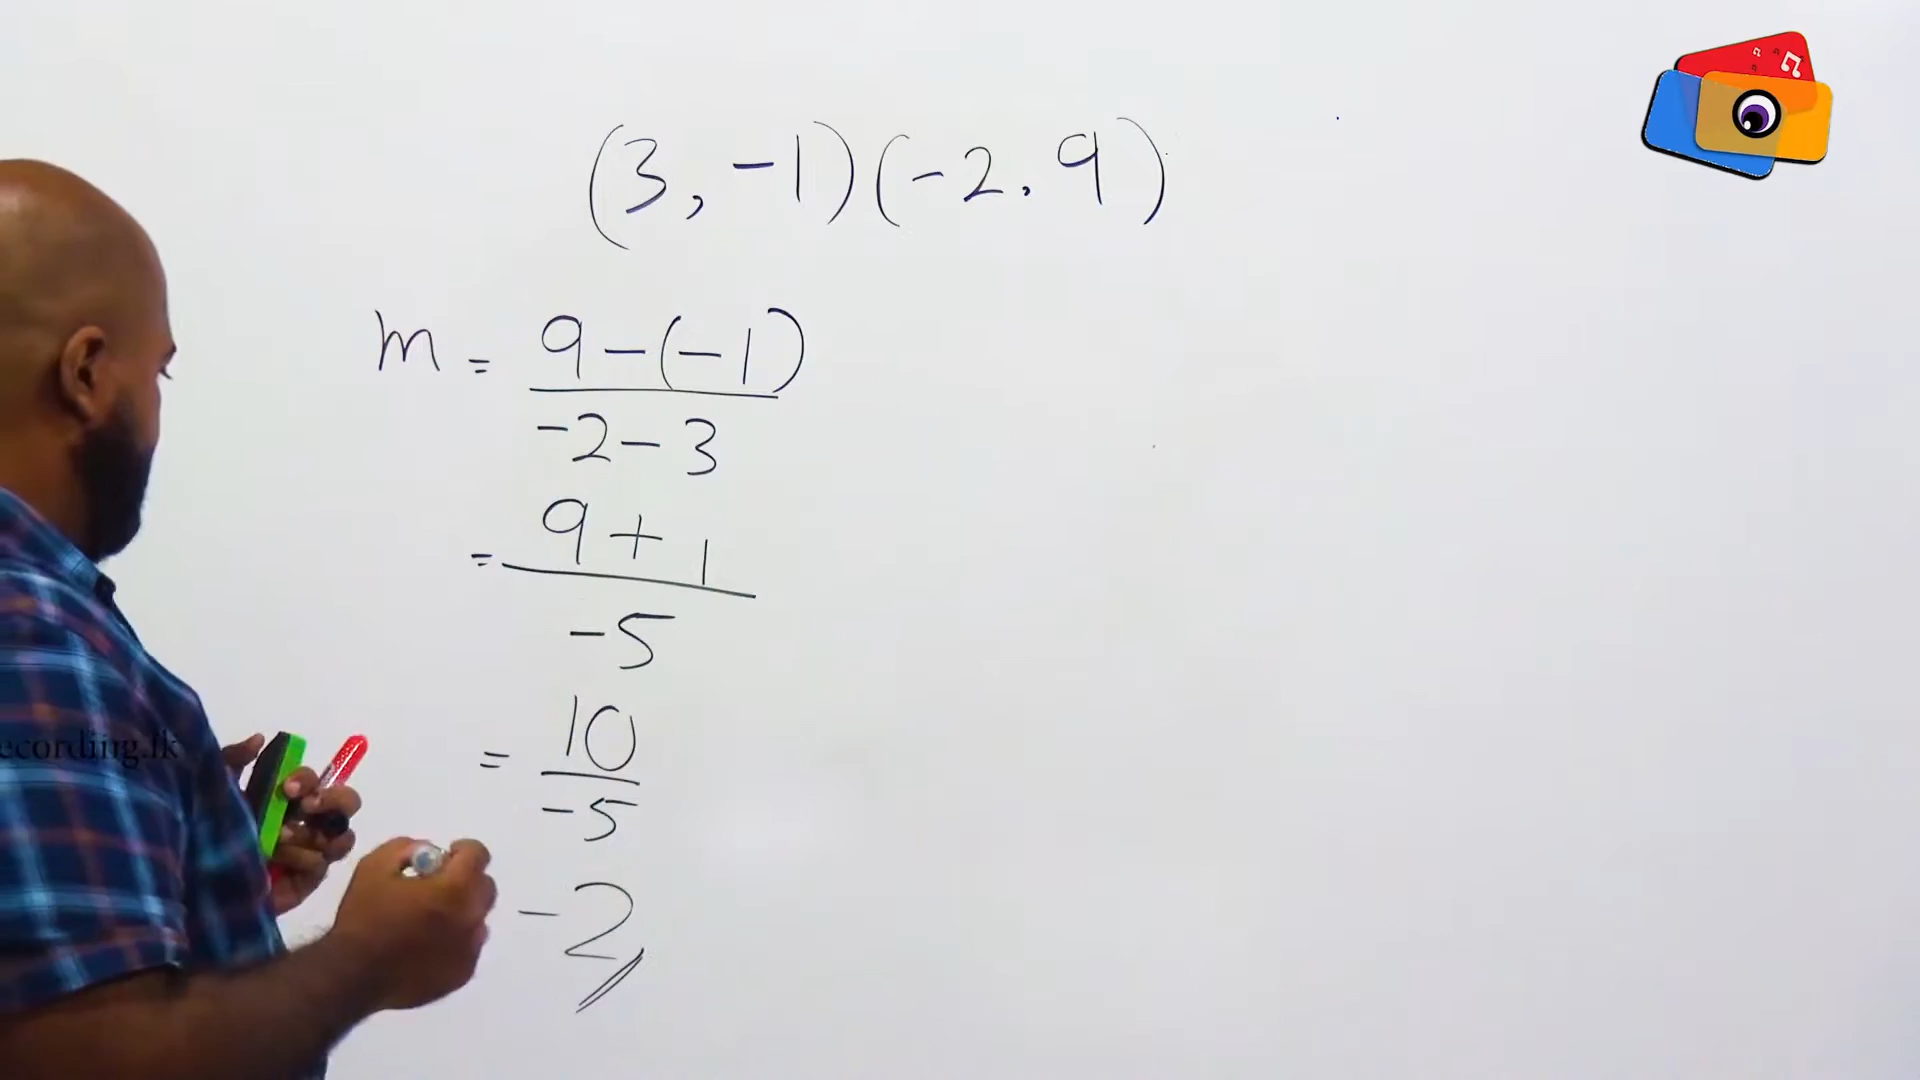 (3, -1)(-2. 9)
m = 9-(-1)
-2-3
= 9+1
-5
= 10
-5
-2
ecording.lk